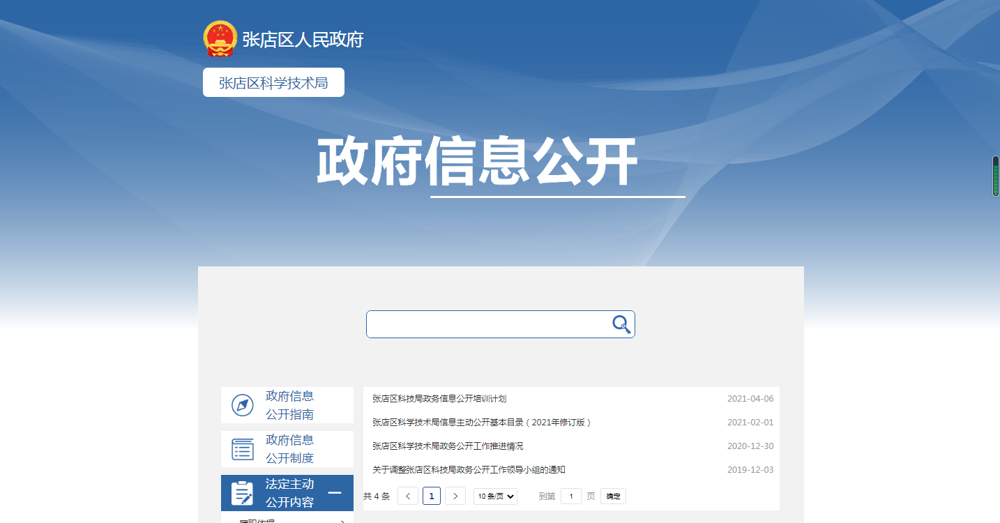 张店区人民政府
张店区科学技术局
政府信息公开
政府信息
公开指南
政府信息
公开制度
法定主动
公开内容
履职依据
张店区科技局政务信息公开培训计划 2021-04-06
张店区科学技术局信息主动公开基本目录（2021年修订版） 2021-02-01
张店区科学技术局政务公开工作推进情况 2020-12-30
关于调整张店区科技局政务公开工作领导小组的通知 2019-12-03
共 4 条 < 1 > 10 条/页 到第 1 页 确定